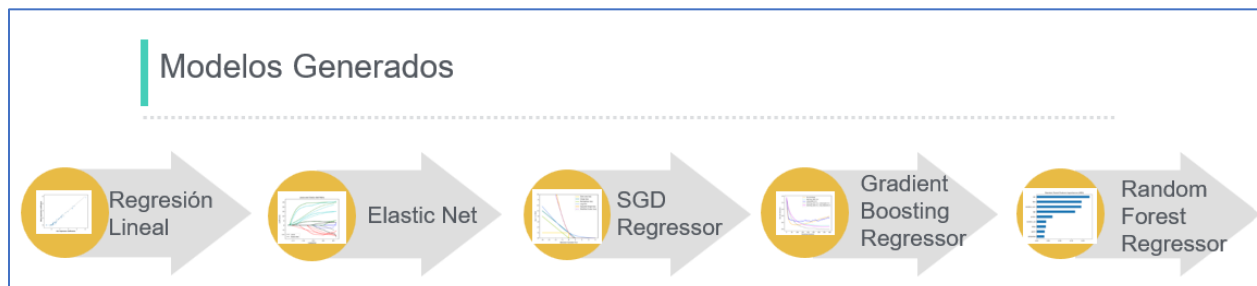 Modelos Generados
Regresión
Lineal
Elastic Net
SGD
Regressor
Gradient
Boosting
Regressor
Random
Forest
Regressor